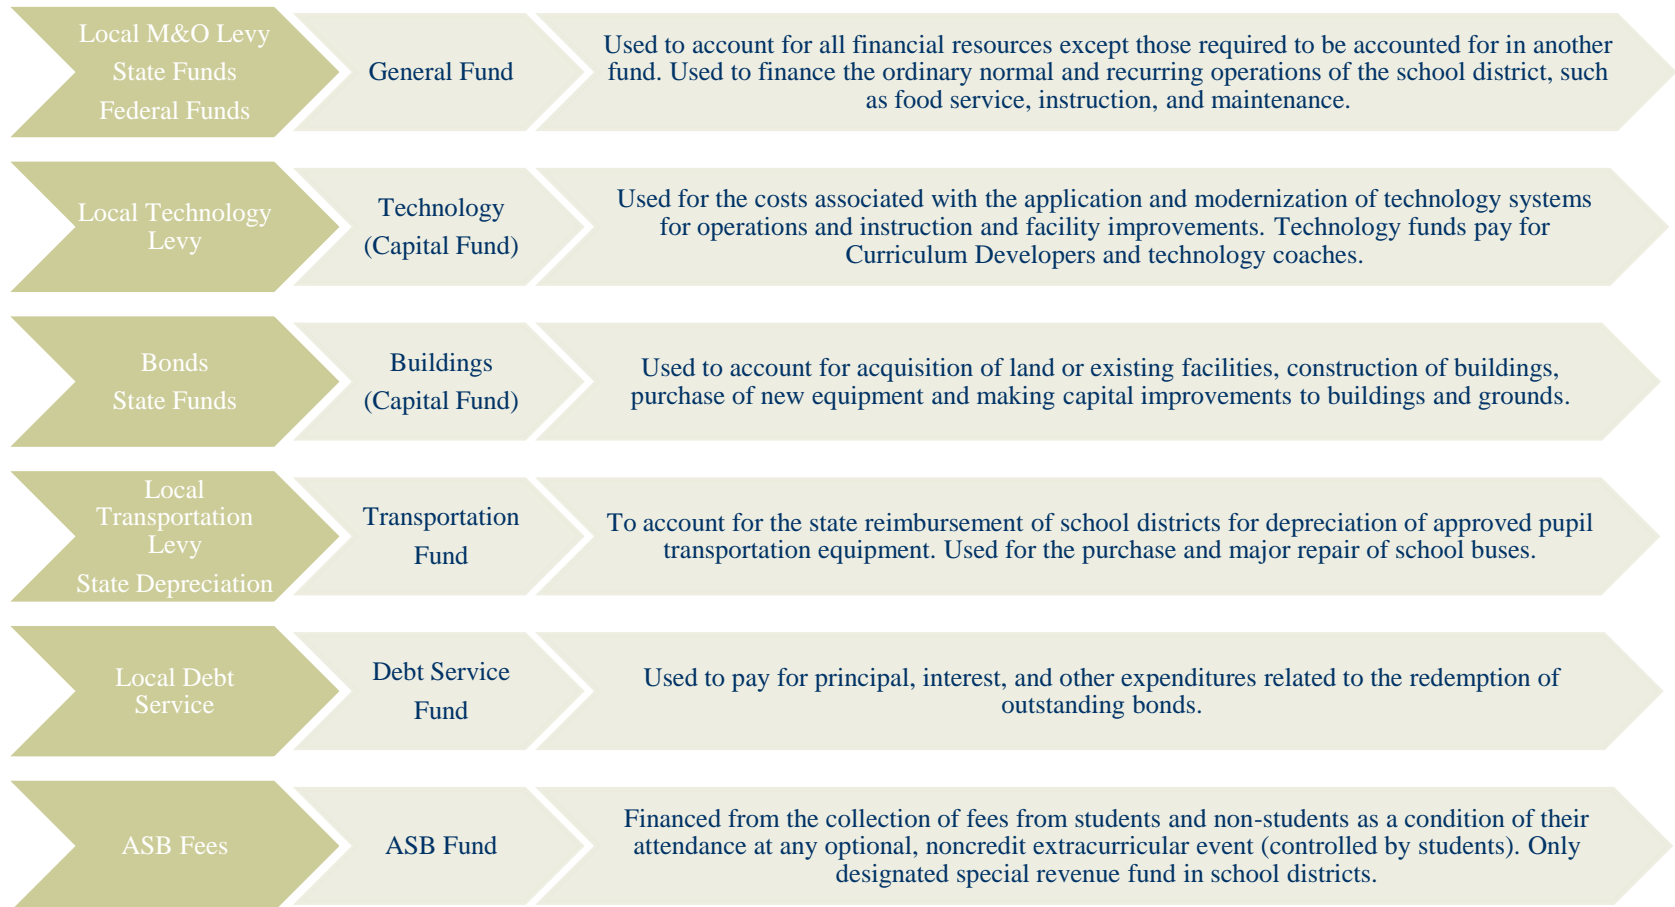 Local M&O Levy
State Funds
Federal Funds
General Fund
Used to account for all financial resources except those required to be accounted for in another
fund. Used to finance the ordinary normal and recurring operations of the school district, such
as food service, instruction, and maintenance.
Local Technology
Levy
Technology
(Capital Fund)
Used for the costs associated with the application and modernization of technology systems
for operations and instruction and facility improvements. Technology funds pay for
Curriculum Developers and technology coaches.
Bonds
State Funds
Buildings
(Capital Fund)
Used to account for acquisition of land or existing facilities, construction of buildings,
purchase of new equipment and making capital improvements to buildings and grounds.
Local
Transportation
Levy
State Depreciation
Transportation
Fund
To account for the state reimbursement of school districts for depreciation of approved pupil
transportation equipment. Used for the purchase and major repair of school buses.
Local Debt
Service
Debt Service
Fund
Used to pay for principal, interest, and other expenditures related to the redemption of
outstanding bonds.
ASB Fees
ASB Fund
Financed from the collection of fees from students and non-students as a condition of their
attendance at any optional, noncredit extracurricular event (controlled by students). Only
designated special revenue fund in school districts.